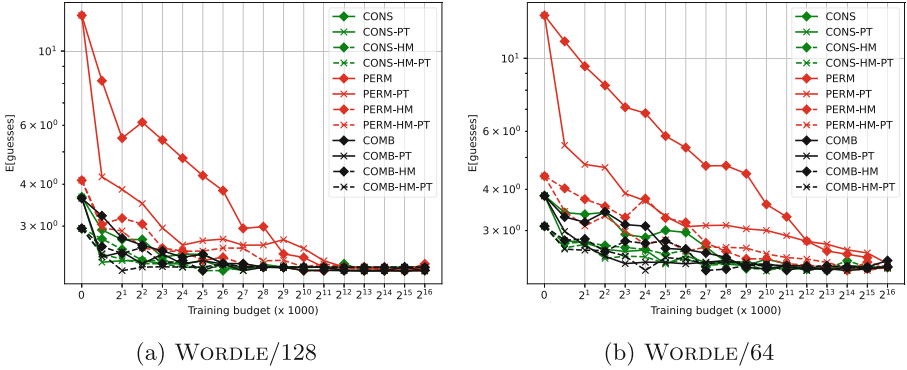 E[guesses]
10¹
6 × 10⁰
4 × 10⁰
3 × 10⁰
0 2¹ 2² 2³ 2⁴ 2⁵ 2⁶ 2⁷ 2⁸ 2⁹ 2¹⁰ 2¹¹ 2¹² 2¹³ 2¹⁴ 2¹⁵ 2¹⁶
Training budget (x 1000)
CONS
CONS-PT
CONS-HM
CONS-HM-PT
PERM
PERM-PT
PERM-HM
PERM-HM-PT
COMB
COMB-PT
COMB-HM
COMB-HM-PT
(a) WORDLE/128
E[guesses]
10¹
6 × 10⁰
4 × 10⁰
3 × 10⁰
0 2¹ 2² 2³ 2⁴ 2⁵ 2⁶ 2⁷ 2⁸ 2⁹ 2¹⁰ 2¹¹ 2¹² 2¹³ 2¹⁴ 2¹⁵ 2¹⁶
Training budget (x 1000)
CONS
CONS-PT
CONS-HM
CONS-HM-PT
PERM
PERM-PT
PERM-HM
PERM-HM-PT
COMB
COMB-PT
COMB-HM
COMB-HM-PT
(b) WORDLE/64